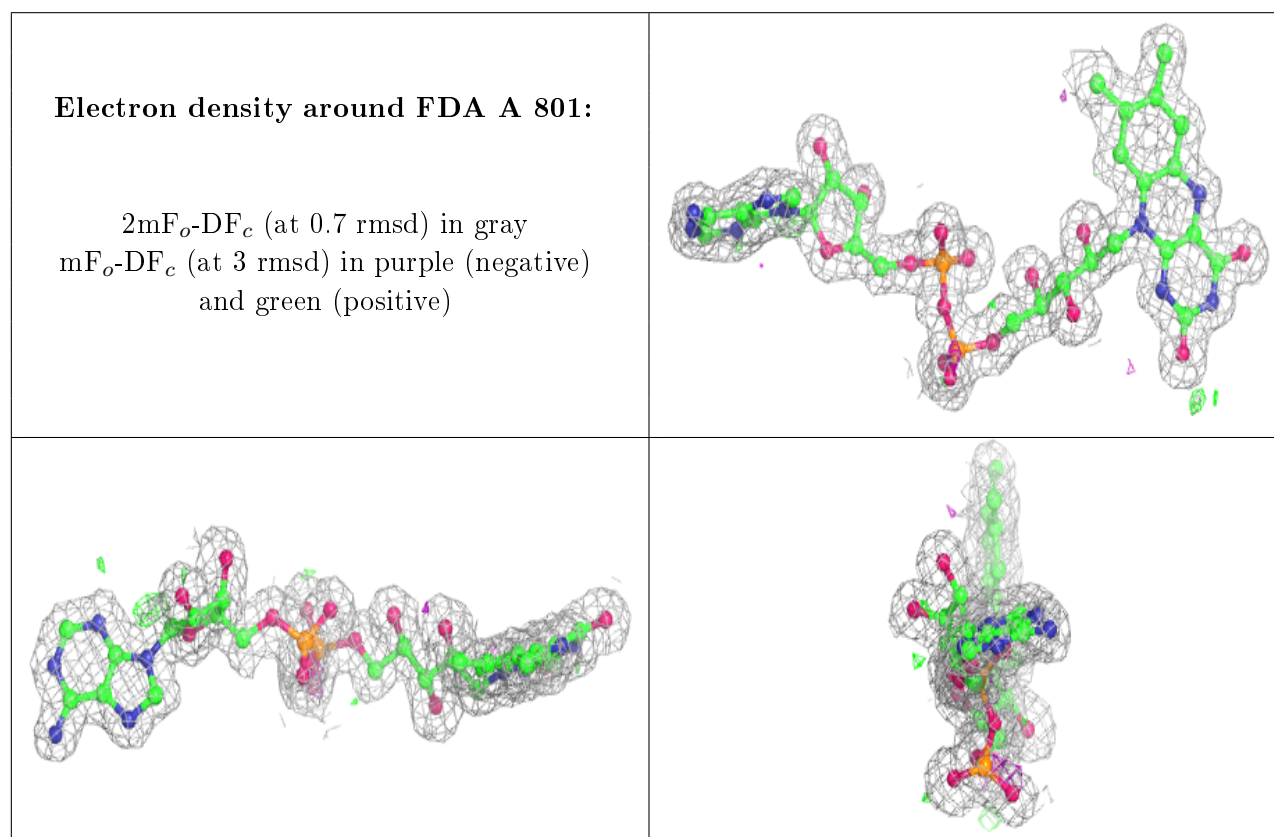 Electron density around FDA A 801:
2mFₒ-DF𝒸 (at 0.7 rmsd) in gray
mFₒ-DF𝒸 (at 3 rmsd) in purple (negative)
and green (positive)